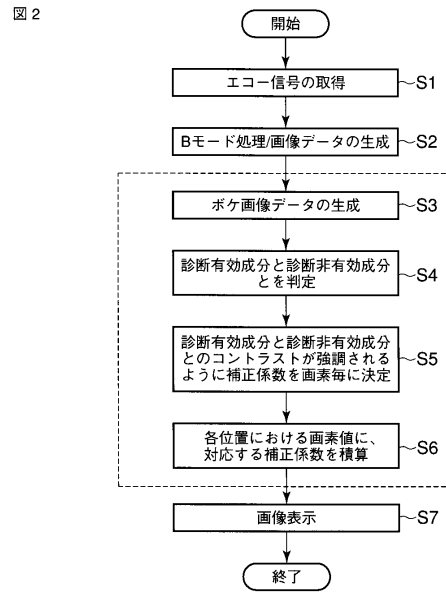 図2
開始
エコー信号の取得
S1
Bモード処理/画像データの生成
S2
ボケ画像データの生成
S3
診断有効成分と診断非有効成分
とを判定
S4
診断有効成分と診断非有効成分
とのコントラストが強調される
ように補正係数を画素毎に決定
S5
各位置における画素値に、
対応する補正係数を積算
S6
画像表示
S7
終了